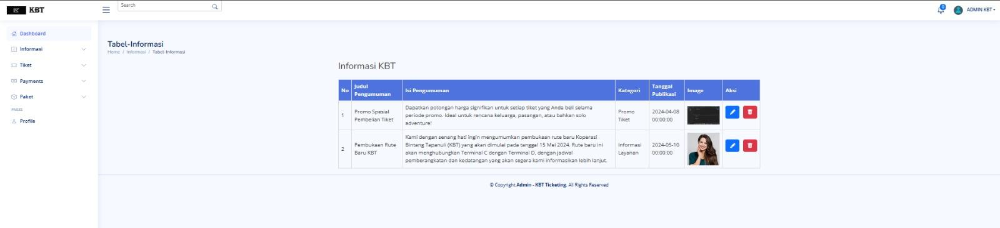 KBT
Search
0
ADMIN KBT
Dashboard
Informasi
Tiket
Payments
Paket
PAGES
Profile
Tabel-Informasi
Home / Informasi / Tabel-Informasi
Informasi KBT
No Judul Pengumuman Isi Pengumuman Kategori Tanggal Publikasi Image Aksi
1
Promo Spesial
Pembelian Tiket
Dapatkan potongan harga signifikan untuk setiap tiket yang Anda beli selama
periode promo. Ideal untuk rencana keluarga, pasangan, atau bahkan solo
adventure!
Promo
Tiket
2024-04-08
00:00:00
2
Pembukaan Rute
Baru KBT
Kami dengan senang hati ingin mengumumkan pembukaan rute baru Koperasi
Bintang Tapanuli (KBT) yang akan dimulai pada tanggal 15 Mei 2024. Rute baru ini
akan menghubungkan Terminal C dengan Terminal D, dengan jadwal
pemberangkatan dan kedatangan yang akan segera kami informasikan lebih lanjut.
Informasi
Layanan
2024-05-10
00:00:00
© Copyright Admin - KBT Ticketing. All Rights Reserved